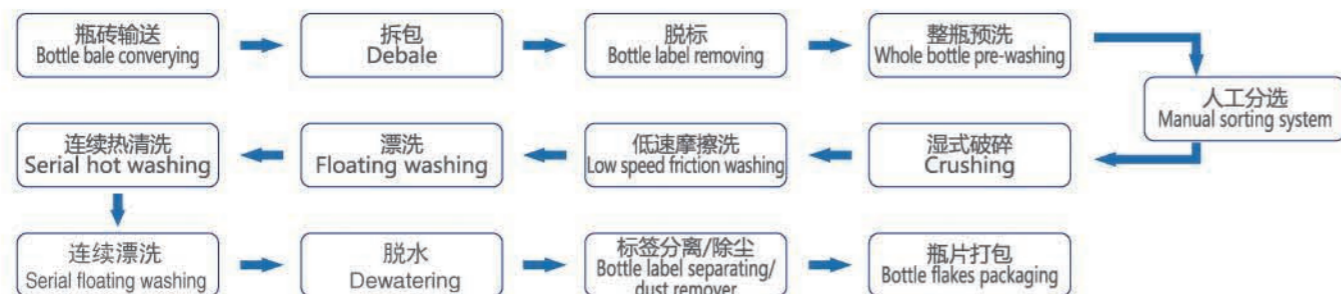 瓶砖输送
Bottle bale converying
拆包
Debale
脱标
Bottle label removing
整瓶预洗
Whole bottle pre-washing
人工分选
Manual sorting system
湿式破碎
Crushing
低速摩擦洗
Low speed friction washing
漂洗
Floating washing
连续热清洗
Serial hot washing
连续漂洗
Serial floating washing
脱水
Dewatering
标签分离/除尘
Bottle label separating/
dust remover
瓶片打包
Bottle flakes packaging